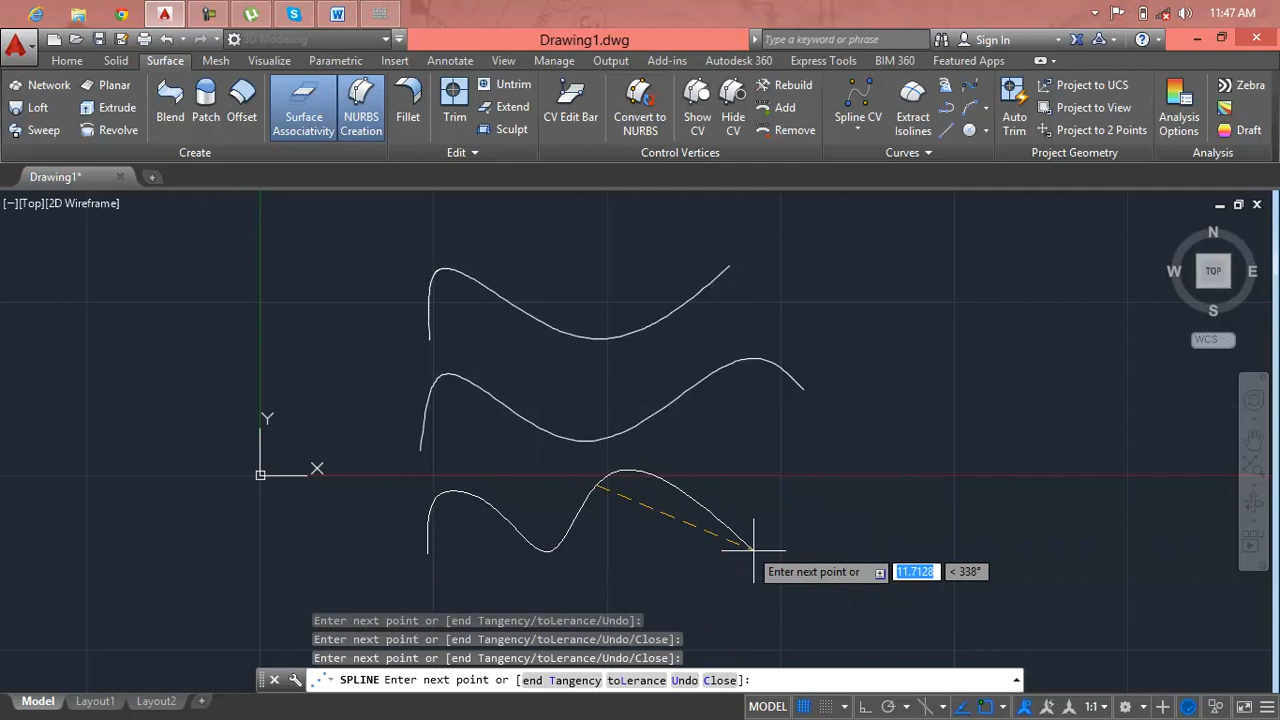 11:47 AM
3D Modeling
Drawing1.dwg
Type a keyword or phrase
Sign In
Home Solid Surface Mesh Visualize Parametric Insert Annotate View Manage Output Add-ins Autodesk 360 Express Tools BIM 360 Featured Apps
Network Planar
Loft Extrude
Sweep Revolve
Blend Patch Offset
Surface Associativity
NURBS Creation
Fillet
Trim
Untrim
Extend
Sculpt
CV Edit Bar
Convert to NURBS
Show CV
Hide CV
Rebuild
Add
Remove
Spline CV
Extract Isolines
Auto Trim
Project to UCS
Project to View
Project to 2 Points
Analysis Options
Zebra
Draft
Create Edit Control Vertices Curves Project Geometry Analysis
Drawing1*
[−][Top][2D Wireframe]
N
W TOP E
S
WCS
Y
X
Enter next point or 11.7128 < 338°
Enter next point or [end Tangency/toLerance/Undo]:
Enter next point or [end Tangency/toLerance/Undo/Close]:
Enter next point or [end Tangency/toLerance/Undo/Close]:
SPLINE Enter next point or [end Tangency toLerance Undo Close]:
Model Layout1 Layout2
MODEL 1:1